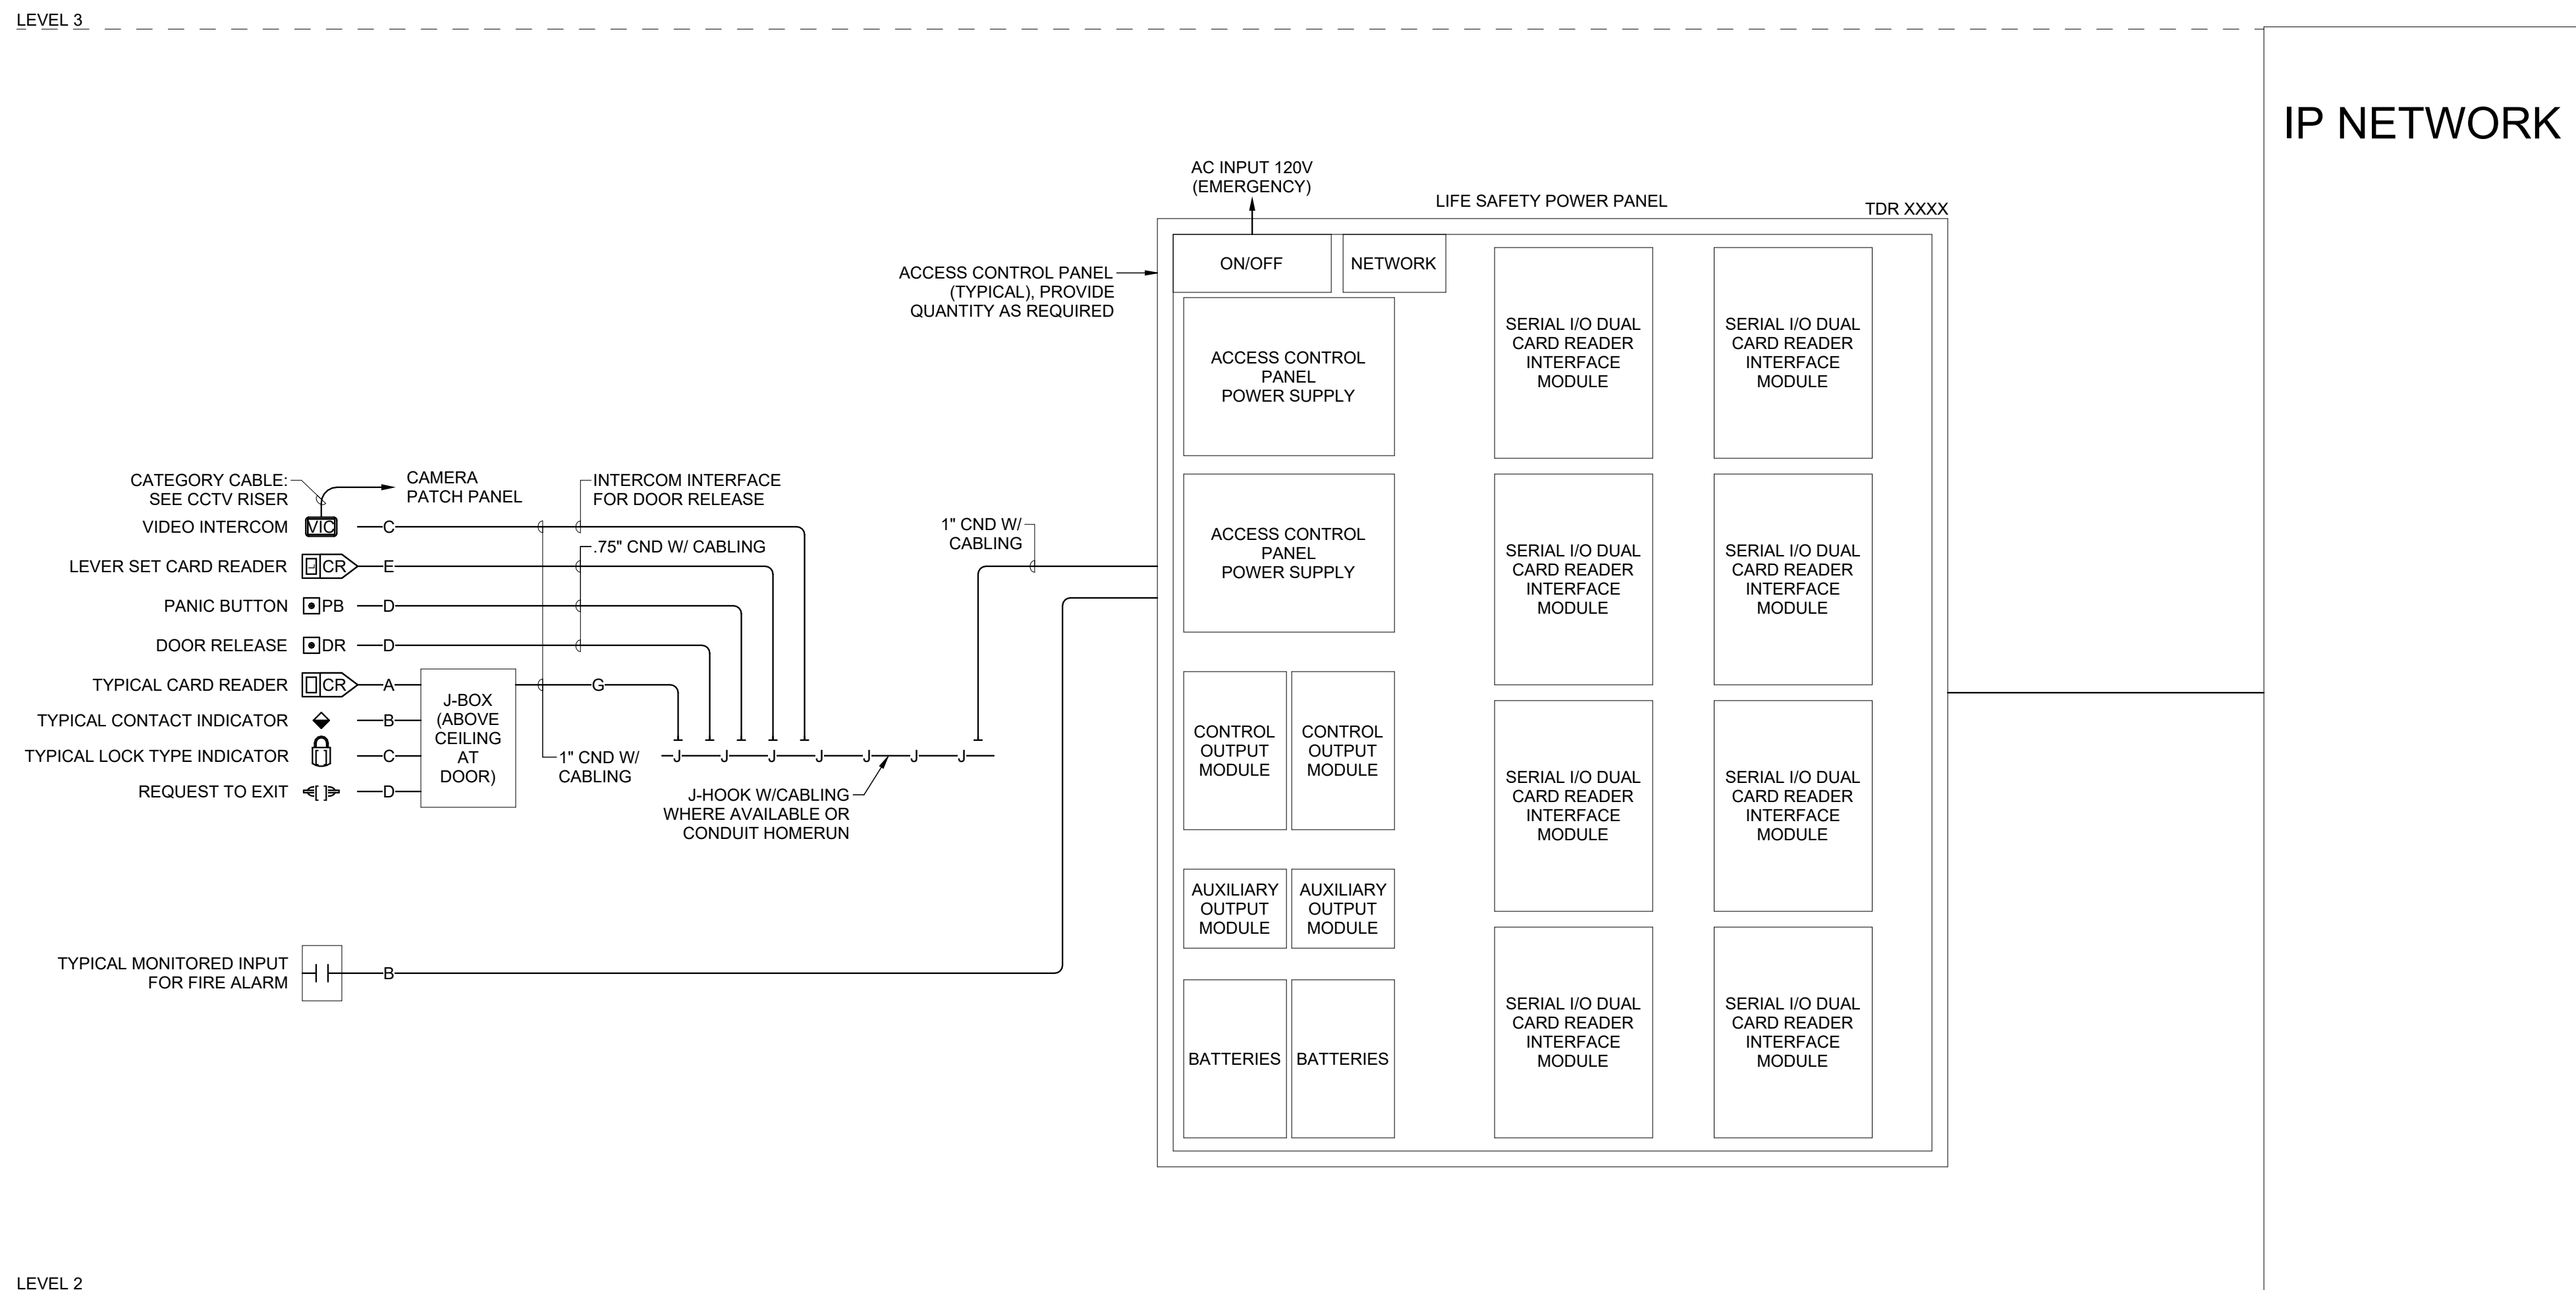 LEVEL 3
IP NETWORK
AC INPUT 120V
(EMERGENCY)
LIFE SAFETY POWER PANEL
TDR XXXX
ACCESS CONTROL PANEL
(TYPICAL), PROVIDE
QUANTITY AS REQUIRED
ON/OFF
NETWORK
ACCESS CONTROL
PANEL
POWER SUPPLY
ACCESS CONTROL
PANEL
POWER SUPPLY
CONTROL
OUTPUT
MODULE
CONTROL
OUTPUT
MODULE
AUXILIARY
OUTPUT
MODULE
AUXILIARY
OUTPUT
MODULE
BATTERIES
BATTERIES
SERIAL I/O DUAL
CARD READER
INTERFACE
MODULE
SERIAL I/O DUAL
CARD READER
INTERFACE
MODULE
SERIAL I/O DUAL
CARD READER
INTERFACE
MODULE
SERIAL I/O DUAL
CARD READER
INTERFACE
MODULE
SERIAL I/O DUAL
CARD READER
INTERFACE
MODULE
SERIAL I/O DUAL
CARD READER
INTERFACE
MODULE
SERIAL I/O DUAL
CARD READER
INTERFACE
MODULE
SERIAL I/O DUAL
CARD READER
INTERFACE
MODULE
CATEGORY CABLE:
SEE CCTV RISER
CAMERA
PATCH PANEL
INTERCOM INTERFACE
FOR DOOR RELEASE
VIDEO INTERCOM VIC C
.75" CND W/ CABLING
LEVER SET CARD READER CR E
PANIC BUTTON PB D
DOOR RELEASE DR D
TYPICAL CARD READER CR A
G
TYPICAL CONTACT INDICATOR B
TYPICAL LOCK TYPE INDICATOR C
REQUEST TO EXIT D
J-BOX
(ABOVE
CEILING
AT
DOOR)
1" CND W/
CABLING
1" CND W/
CABLING
J J J J J J J
J-HOOK W/CABLING
WHERE AVAILABLE OR
CONDUIT HOMERUN
TYPICAL MONITORED INPUT
FOR FIRE ALARM
B
LEVEL 2